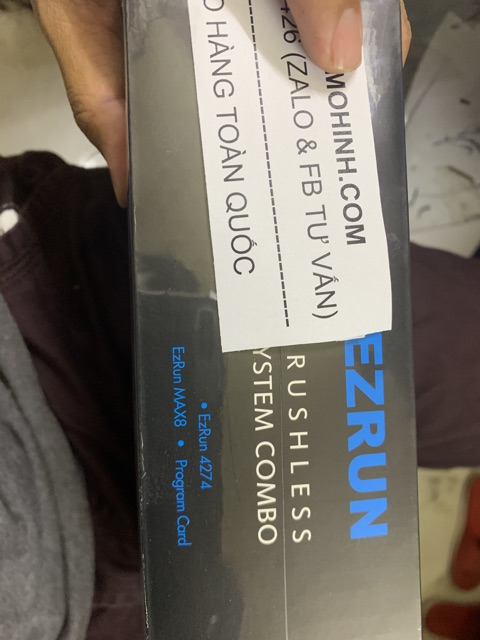 MOHINH.COM
426 (ZALO & FB TƯ VẤN)
O HÀNG TOÀN QUỐC
EZRUN
RUSHLESS
YSTEM COMBO
• EzRun 4274
EzRun MAX8 • Program Card